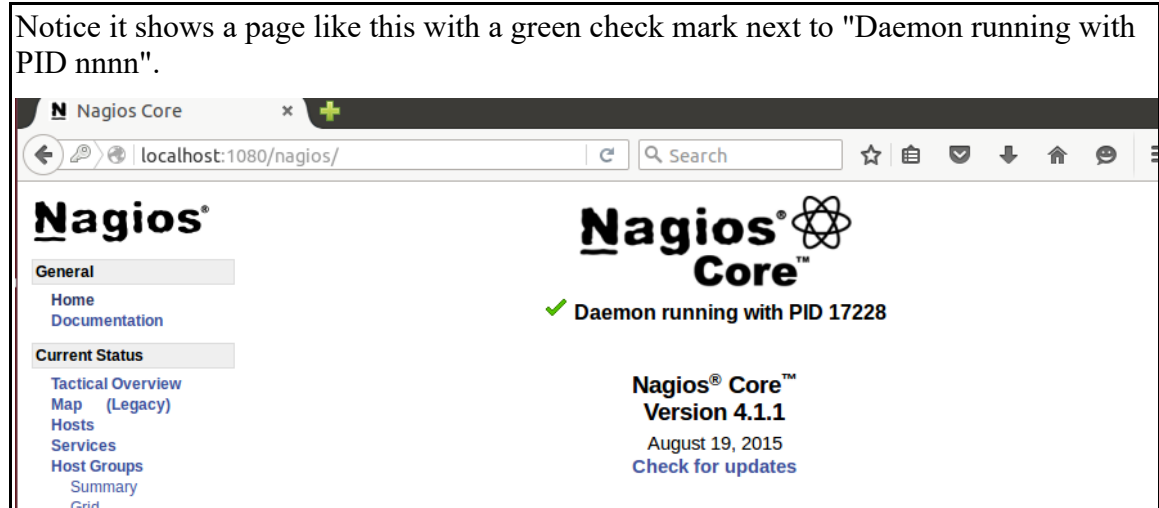 Notice it shows a page like this with a green check mark next to "Daemon running with
PID nnnn".
N Nagios Core ×
localhost:1080/nagios/
Search
Nagios®
General
Home
Documentation
Current Status
Tactical Overview
Map (Legacy)
Hosts
Services
Host Groups
Summary
Grid
Nagios®
Core™
Daemon running with PID 17228
Nagios® Core™
Version 4.1.1
August 19, 2015
Check for updates